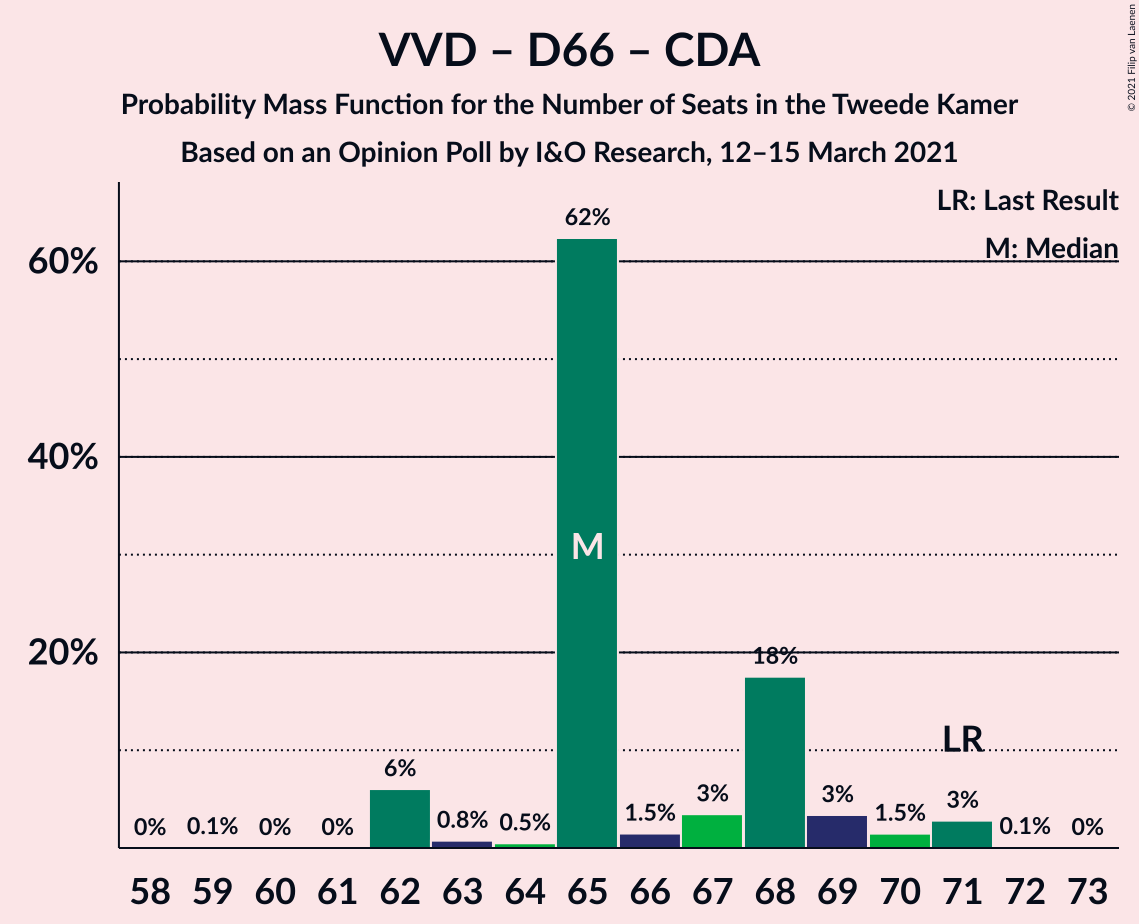 VVD – D66 – CDA
Probability Mass Function for the Number of Seats in the Tweede Kamer
Based on an Opinion Poll by I&O Research, 12–15 March 2021
© 2021 Filip van Laenen
LR: Last Result
M: Median
60%
40%
20%
0% 0.1% 0% 0% 6% 0.8% 0.5% 62% 1.5% 3% 18% 3% 1.5% 3% 0.1% 0%
M
LR
58 59 60 61 62 63 64 65 66 67 68 69 70 71 72 73